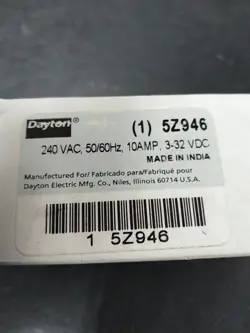 Dayton® (1) 5Z946
240 VAC, 50/60Hz, 10AMP, 3-32 VDC
MADE IN INDIA
Manufactured For/ Fabricado para/Fabriqué pour
Dayton Electric Mfg. Co., Niles, Illinois 60714 U.S.A.
1 5Z946